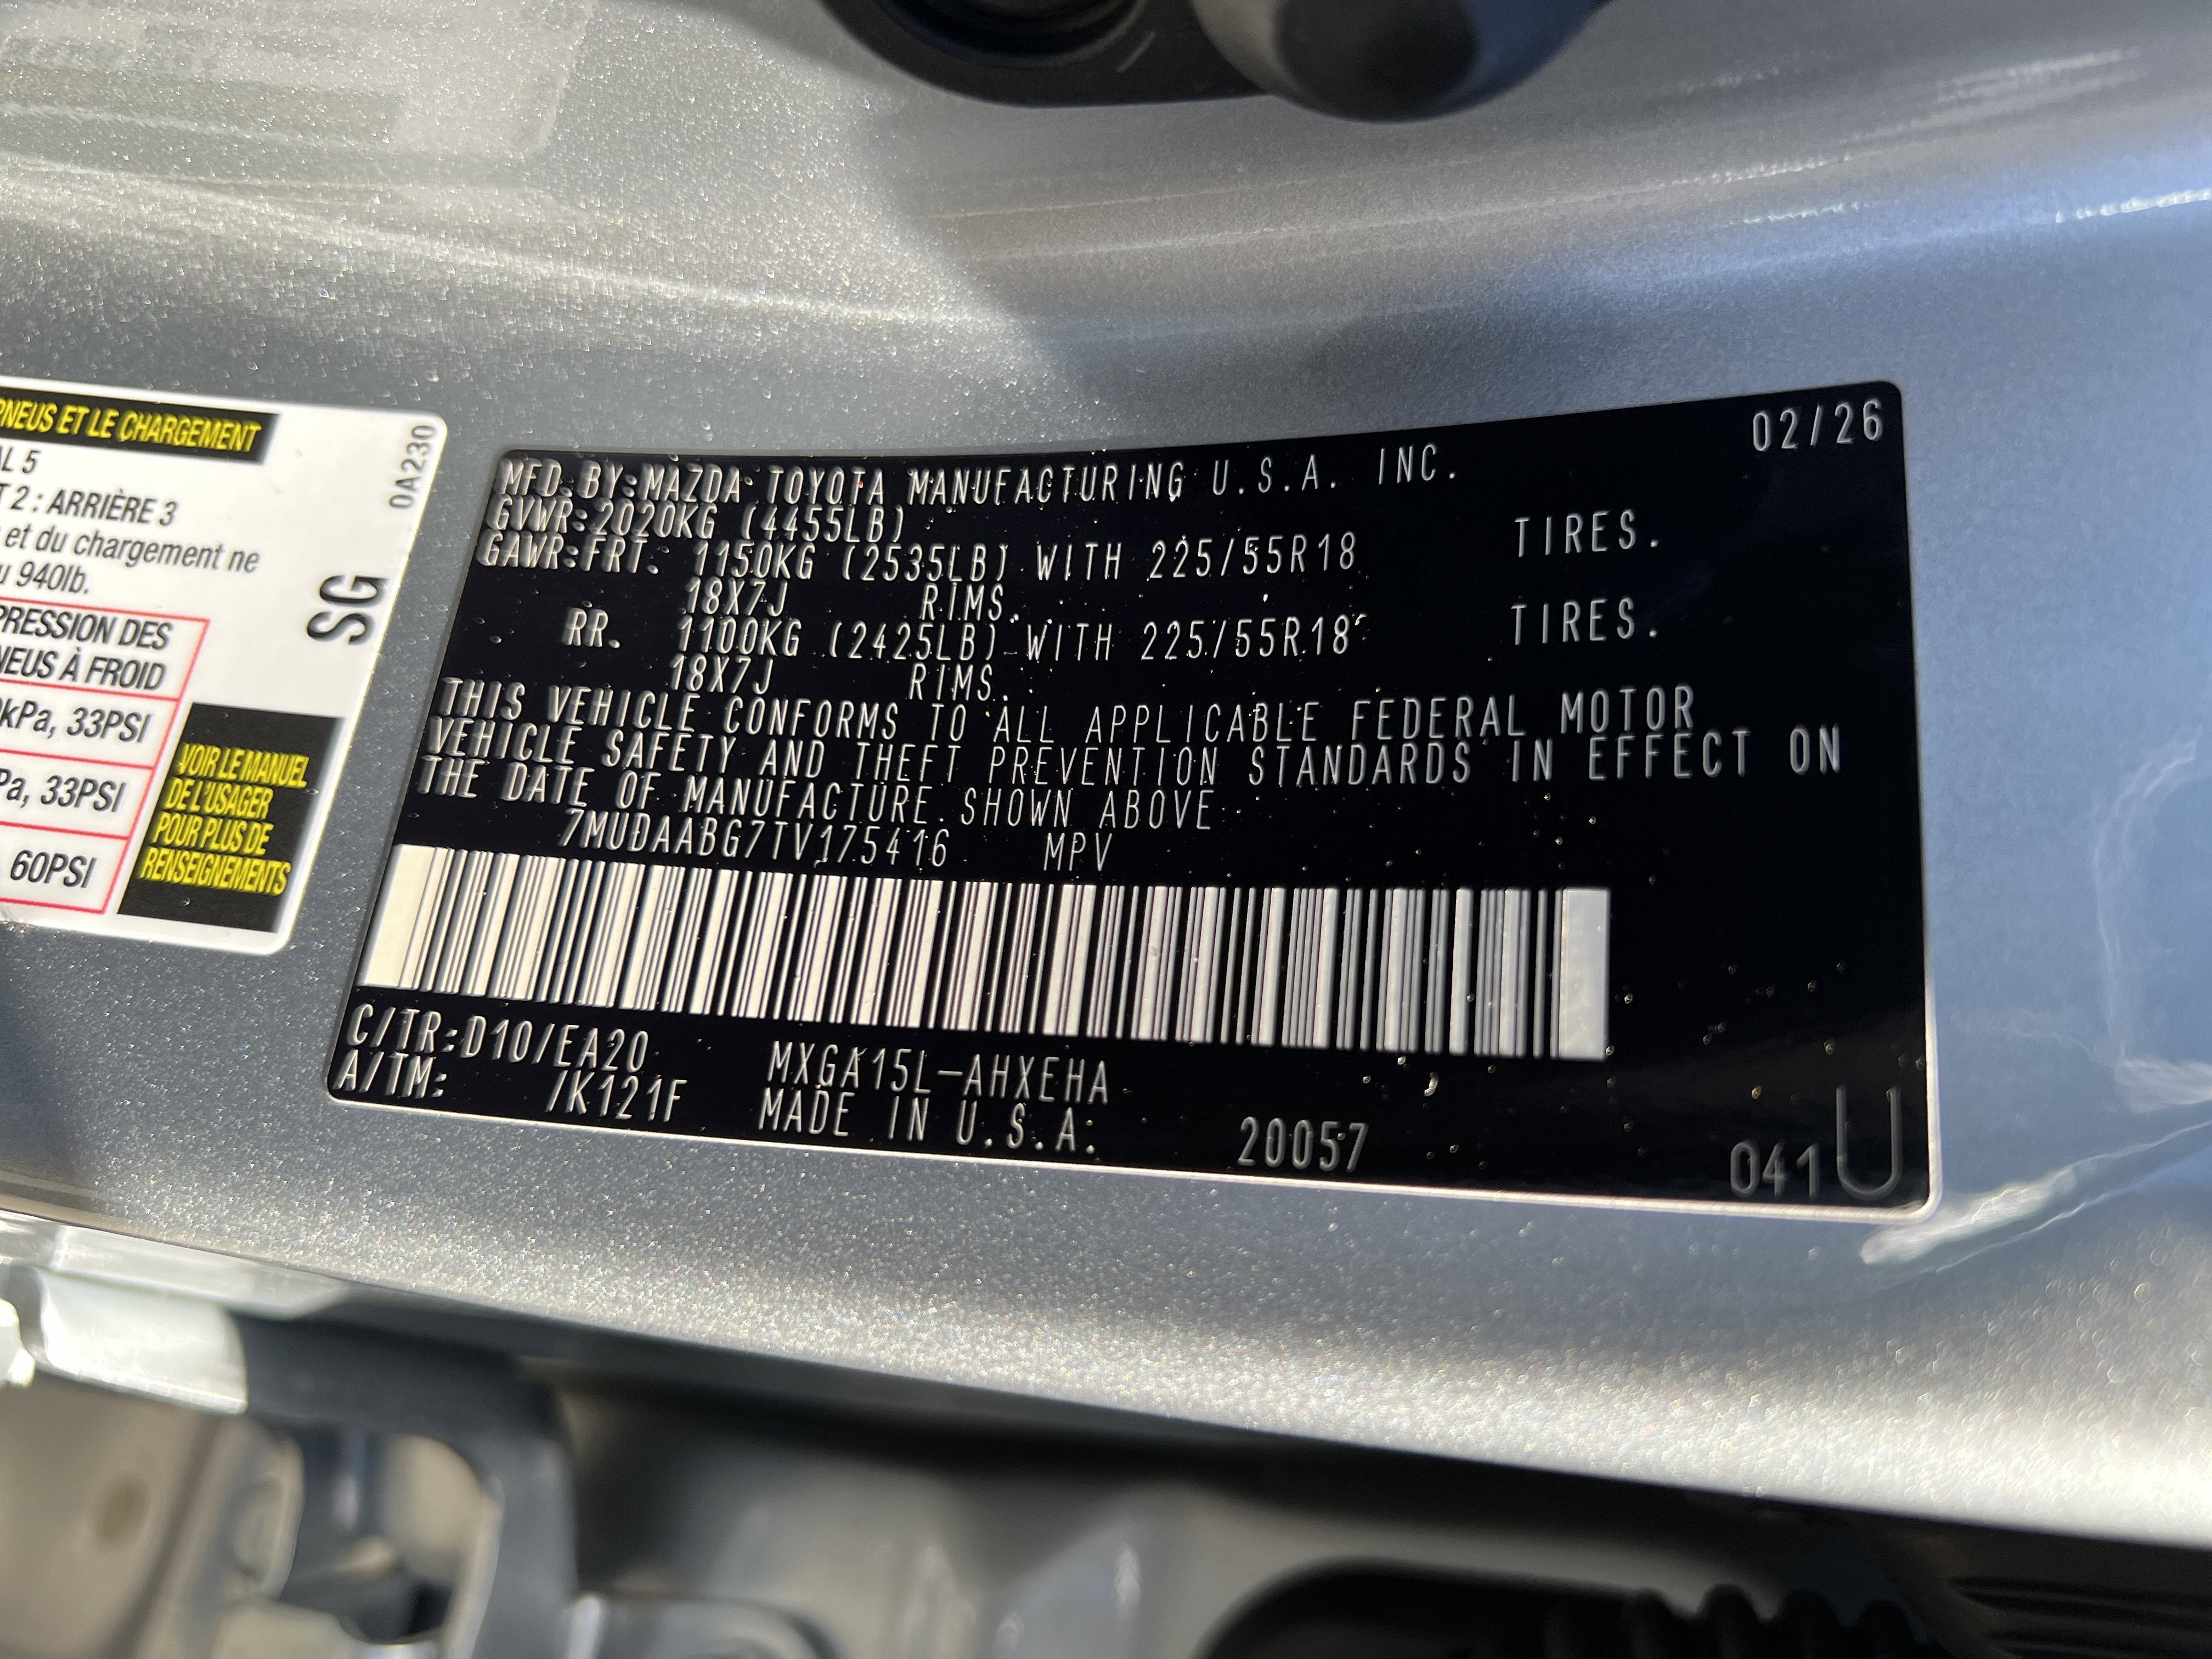 PNEUS ET LE CHARGEMENT
0A230
AL 5
T 2 : ARRIÈRE 3
et du chargement ne
940lb.
SG
PRESSION DES
NEUS À FROID
kPa, 33PSI
Pa, 33PSI
60PSI
VOIR LE MANUEL
DE L'USAGER
POUR PLUS DE
RENSEIGNEMENTS
02/26
MFD.BY:MAZDA TOYOTA MANUFACTURING U.S.A. INC.
GVWR:2020KG (4455LB)
GAWR:FRT. 1150KG (2535LB) WITH 225/55R18 TIRES.
18X7J RIMS.
RR. 1100KG (2425LB) WITH 225/55R18 TIRES.
18X7J RIMS.
THIS VEHICLE CONFORMS TO ALL APPLICABLE FEDERAL MOTOR
VEHICLE SAFETY AND THEFT PREVENTION STANDARDS IN EFFECT ON
THE DATE OF MANUFACTURE SHOWN ABOVE
7MUDAABG7TV175416 MPV
C/TR:D10/EA20 MXGA15L-AHXEHA
A/TM: /K121F MADE IN U.S.A. 20057 041U